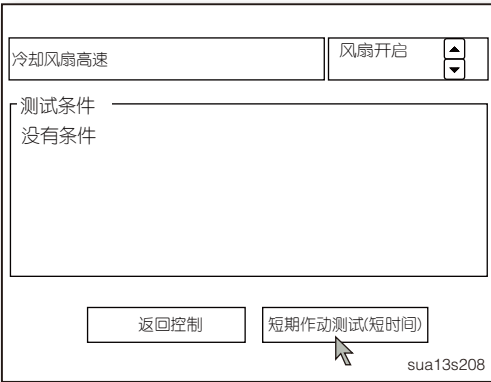 冷却风扇高速
风扇开启
测试条件
没有条件
返回控制
短期作动测试(短时间)
sua13s208